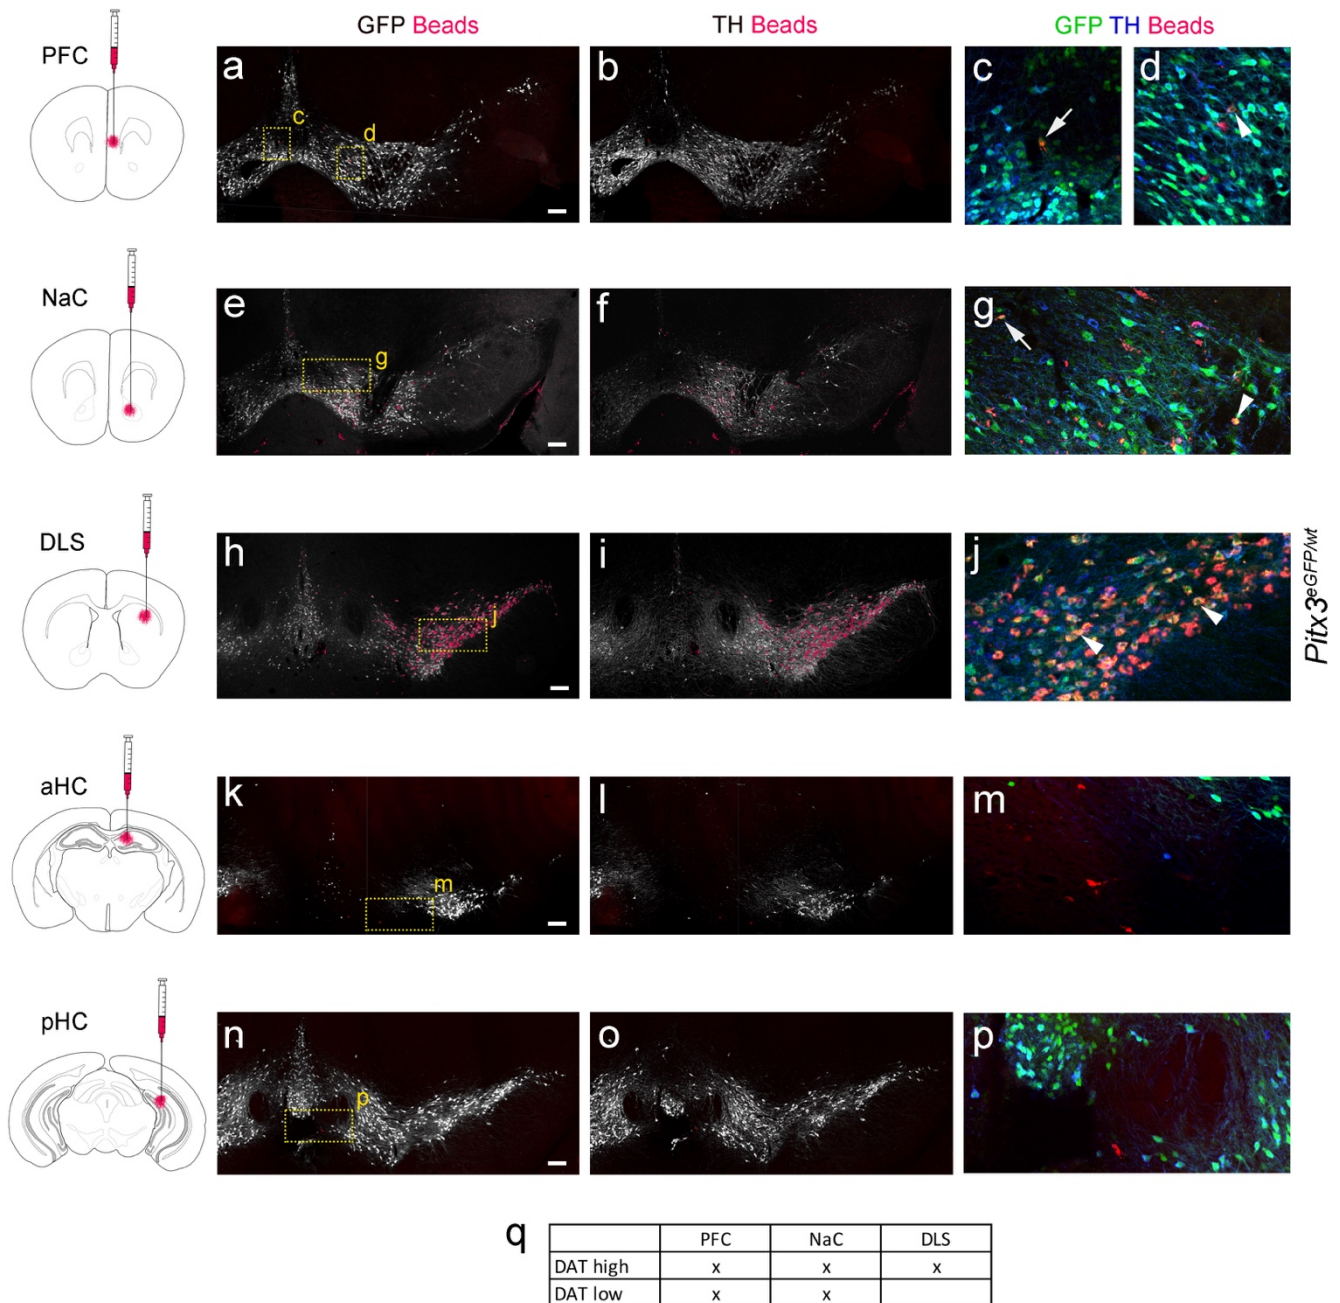 GFP Beads
TH Beads
GFP TH Beads
PFC
a
c
d
b
c
d
NaC
e
g
f
g
DLS
h
j
i
j
Pitx3eGFP/wt
aHC
k
m
l
m
pHC
n
p
o
p
q
PFC NaC DLS
DAT high x x x
DAT low x x